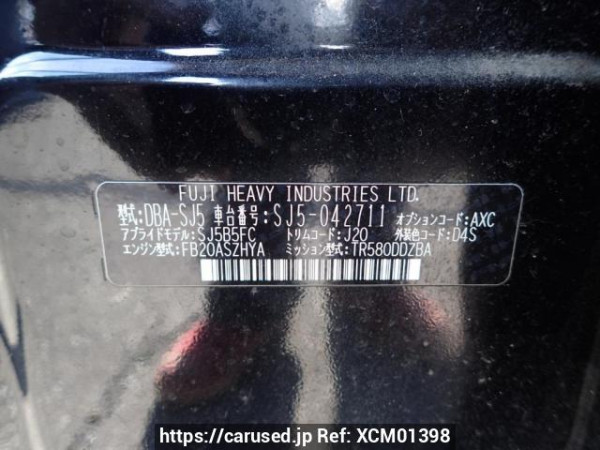 FUJI HEAVY INDUSTRIES LTD.
型式:DBA-SJ5 車台番号:SJ5-042711 オプションコード:AXC
アプライドモデル:SJ5B5FC トリムコード:J20 外装色コード:D4S
エンジン型式:FB20ASZHYA ミッション型式:TR580DDZBA
https://carused.jp Ref: XCM01398